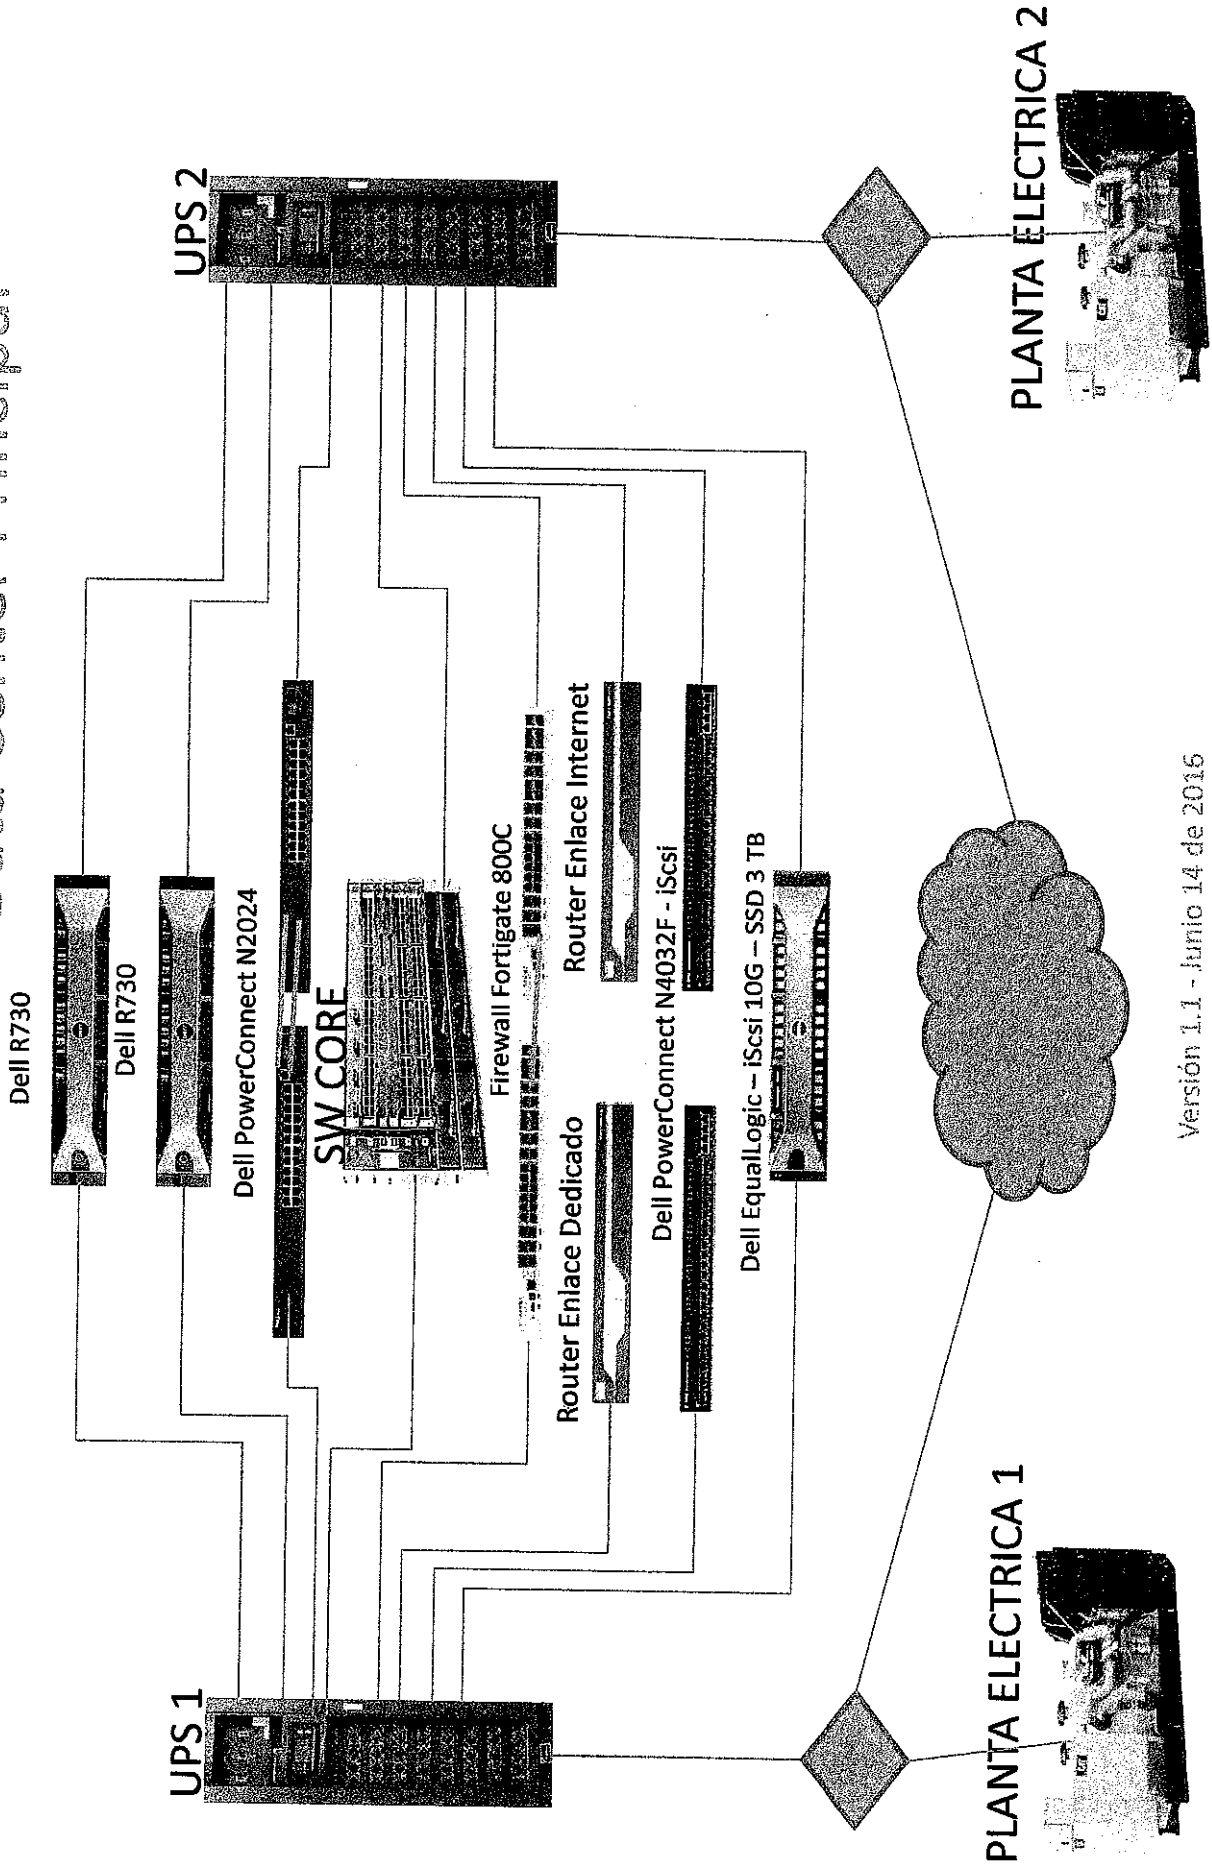 Principal
UPS 1
UPS 2
Dell R730
Dell R730
Dell PowerConnect N2024
SW CORE
Firewall Fortigate 800C
Router Enlace Dedicado
Router Enlace Internet
Dell PowerConnect N4032F - iScsi
Dell EqualLogic – iScsi 10G – SSD 3 TB
PLANTA ELECTRICA 1
PLANTA ELECTRICA 2
Versión 1.1 - Junio 14 de 2016